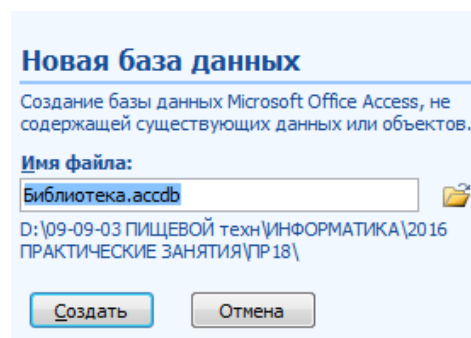 Новая база данных
Создание базы данных Microsoft Office Access, не
содержащей существующих данных или объектов.
Имя файла:
Библиотека.accdb
D:\09-09-03 ПИЩЕВОЙ техн\ИНФОРМАТИКА\2016
ПРАКТИЧЕСКИЕ ЗАНЯТИЯ\ПР18\
Создать Отмена